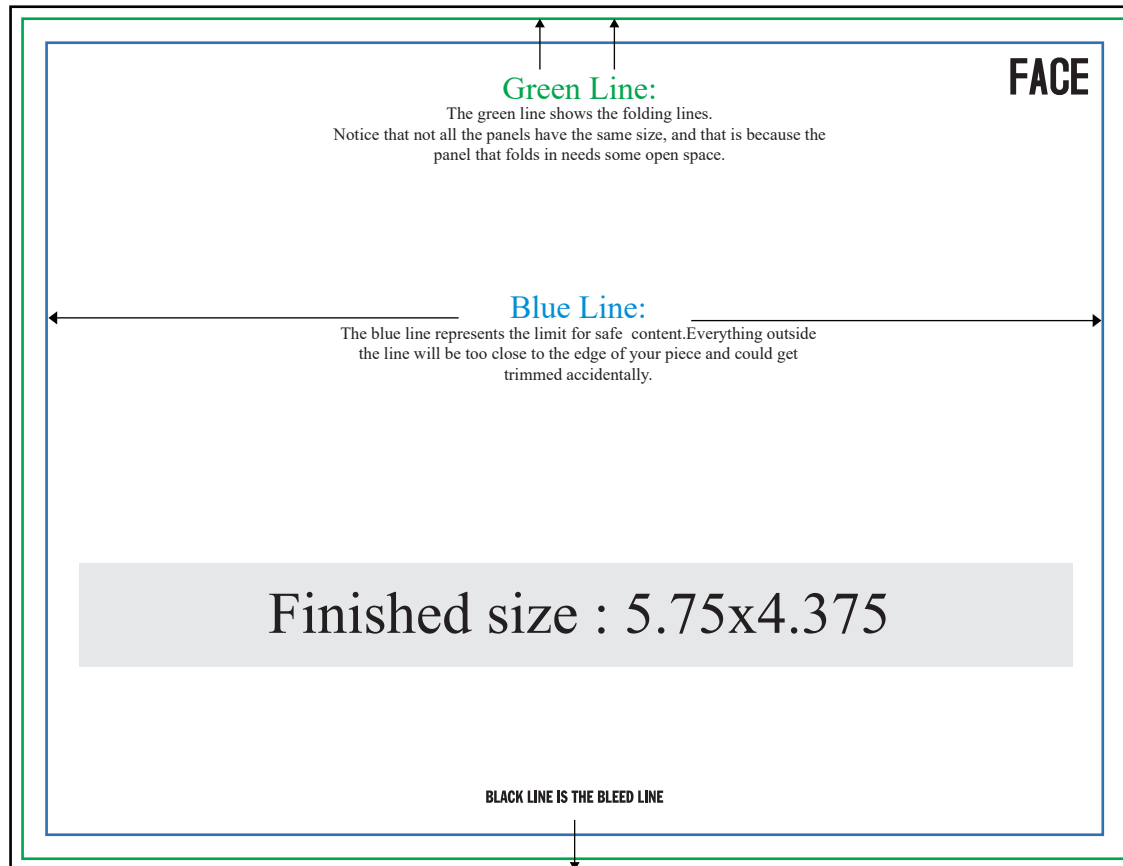 FACE
Green Line:
The green line shows the folding lines.
Notice that not all the panels have the same size, and that is because the
panel that folds in needs some open space.
Blue Line:
The blue line represents the limit for safe  content.Everything outside
the line will be too close to the edge of your piece and could get
trimmed accidentally.
Finished size : 5.75x4.375
BLACK LINE IS THE BLEED LINE